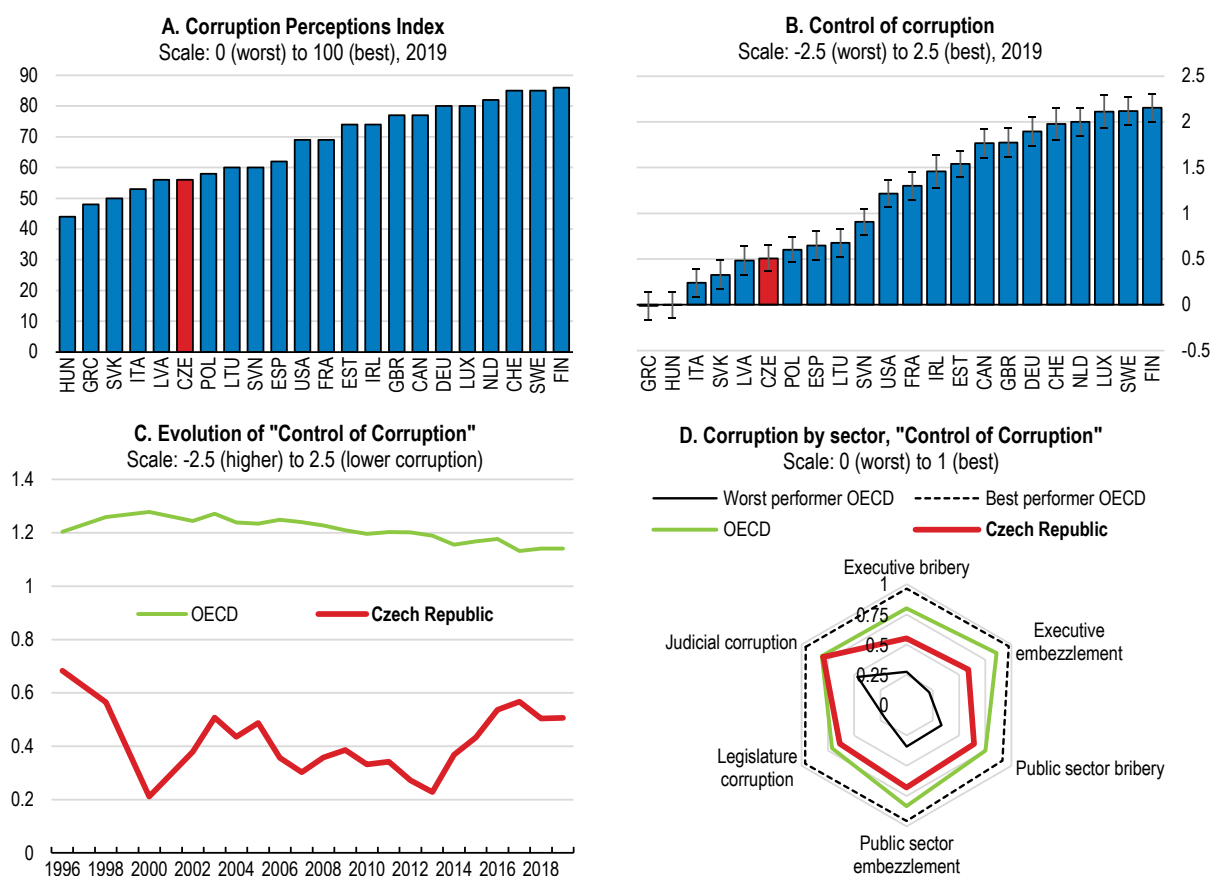 A. Corruption Perceptions Index
Scale: 0 (worst) to 100 (best), 2019
90
80
70
60
50
40
30
20
10
0
HUN GRC SVK ITA LVA CZE POL LTU SVN ESP USA FRA EST IRL GBR CAN DEU LUX NLD CHE SWE FIN
B. Control of corruption
Scale: -2.5 (worst) to 2.5 (best), 2019
2.5
2
1.5
1
0.5
0
-0.5
GRC HUN ITA SVK LVA CZE POL ESP LTU SVN USA FRA IRL EST CAN GBR DEU CHE NLD LUX SWE FIN
C. Evolution of "Control of Corruption"
Scale: -2.5 (higher) to 2.5 (lower corruption)
1.4
1.2
1
OECD Czech Republic
0.8
0.6
0.4
0.2
0
1996 1998 2000 2002 2004 2006 2008 2010 2012 2014 2016 2018
D. Corruption by sector, "Control of Corruption"
Scale: 0 (worst) to 1 (best)
Worst performer OECD Best performer OECD
OECD Czech Republic
Executive bribery
1
0.75
0.5
0.25
0
Executive
embezzlement
Public sector bribery
Public sector
embezzlement
Legislature
corruption
Judicial corruption